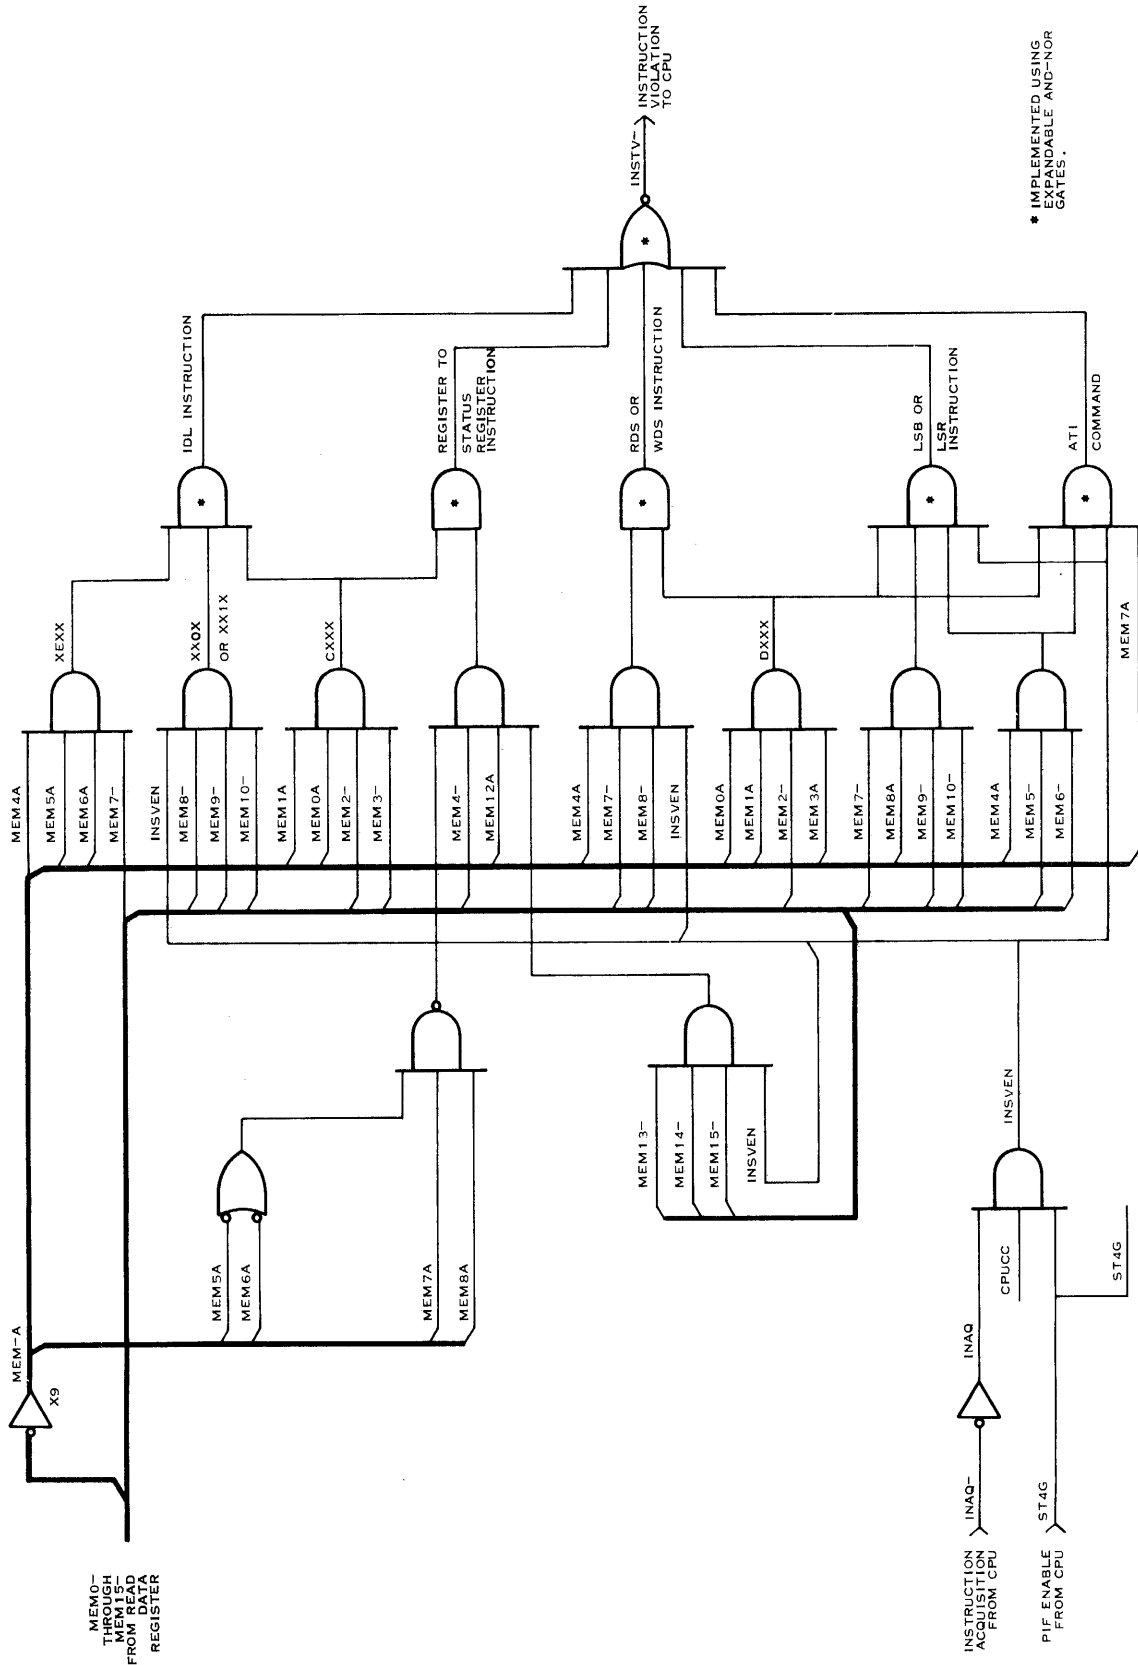 MEM0-
THROUGH
MEM15-
FROM READ
DATA
REGISTER
MEM-A
X9
MEM5A
MEM6A
MEM7A
MEM8A
INSTRUCTION
ACQUISITION
FROM CPU
INAQ-
INAQ
PIF ENABLE
FROM CPU
ST4G
ST4G
CPUCC
INSVEN
MEM13-
MEM14-
MEM15-
INSVEN
MEM4A
MEM5A
MEM6A
MEM7-
INSVEN
MEM8-
MEM9-
MEM10-
MEM1A
MEM0A
MEM2-
MEM3-
MEM4-
MEM12A
MEM4A
MEM7-
MEM8-
INSVEN
MEM0A
MEM1A
MEM2-
MEM3A
MEM7-
MEM8A
MEM9-
MEM10-
MEM4A
MEM5-
MEM6-
MEM7A
XEXX
XX0X
OR XX1X
CXXX
DXXX
*
IDL INSTRUCTION
*
REGISTER TO
STATUS
REGISTER
INSTRUCTION
*
RDS OR
WDS INSTRUCTION
*
LSB OR
LSR
INSTRUCTION
*
ATI
COMMAND
*
INSTV-
INSTRUCTION
VIOLATION
TO CPU
* IMPLEMENTED USING
EXPANDABLE AND-NOR
GATES.